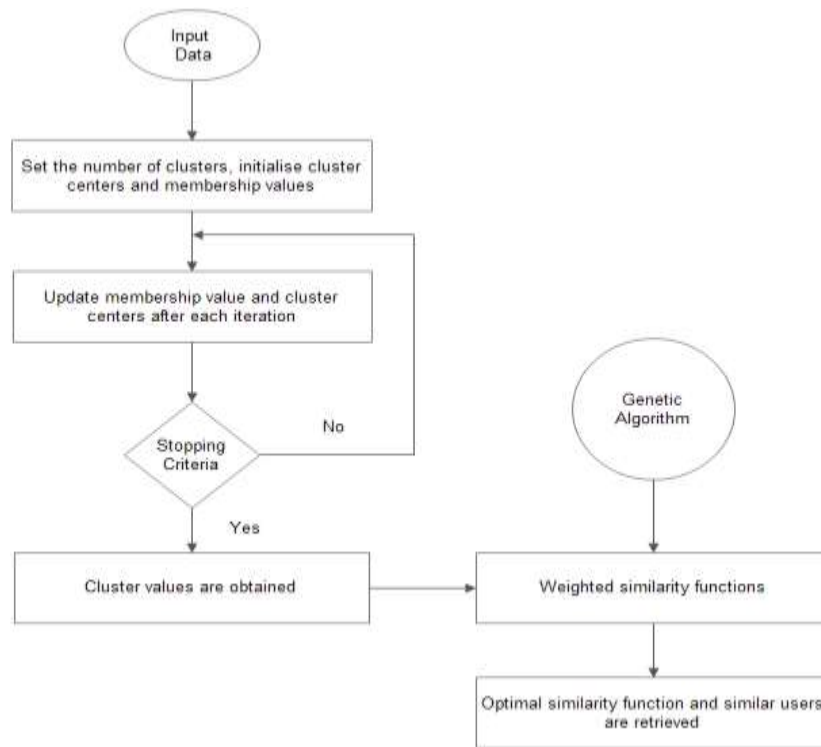 Input
Data
Set the number of clusters, initialise cluster
centers and membership values
Update membership value and cluster
centers after each iteration
Stopping
Criteria
No
Yes
Genetic
Algorithm
Cluster values are obtained
Weighted similarity functions
Optimal similarity function and similar users
are retrieved